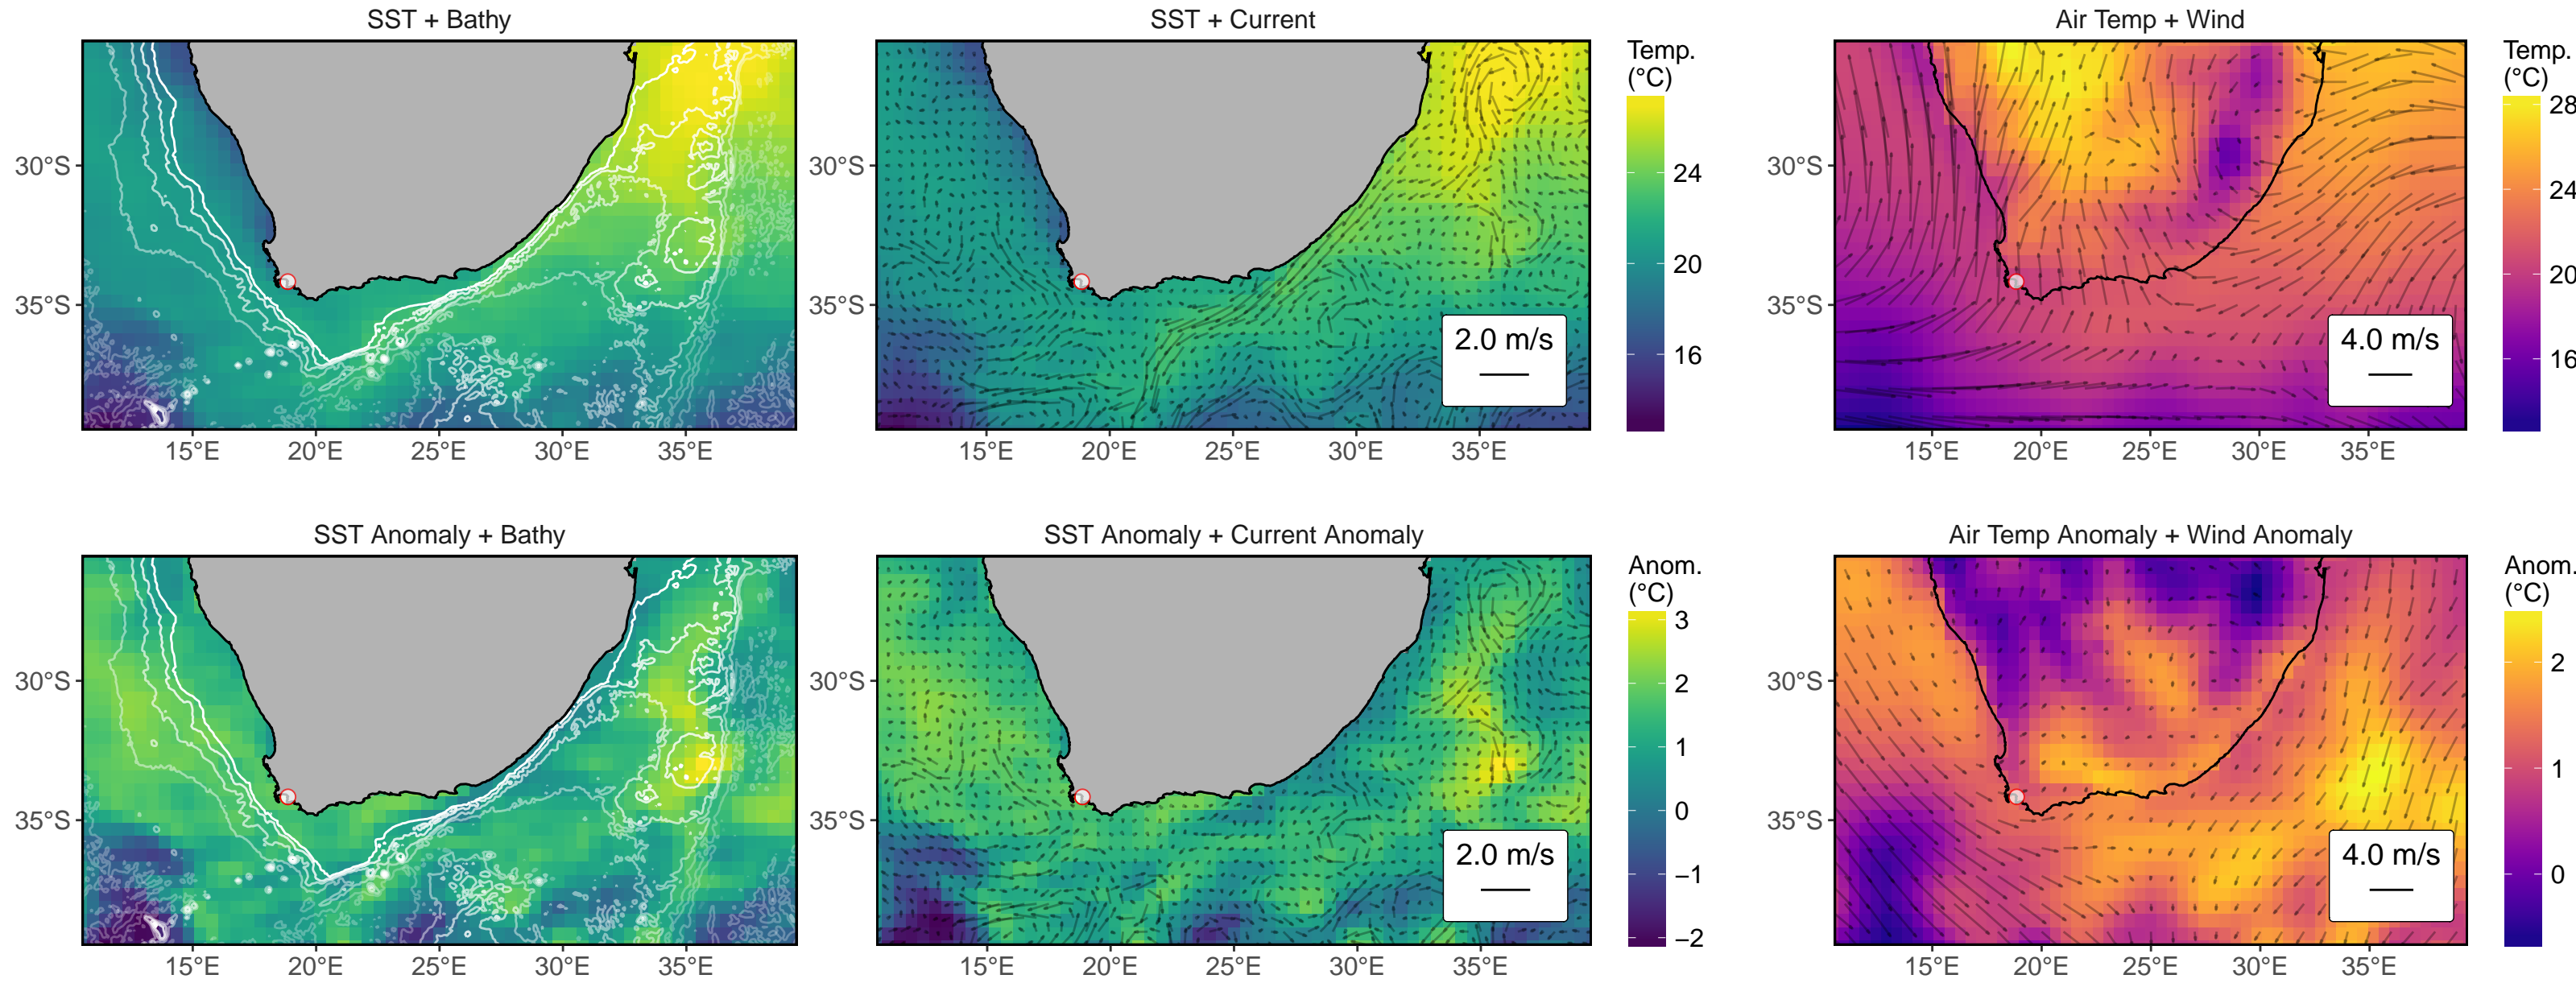 SST + Bathy
SST + Current
Air Temp + Wind
30°S
35°S
15°E 20°E 25°E 30°E 35°E
30°S
35°S
2.0 m/s
15°E 20°E 25°E 30°E 35°E
Temp.
(°C)
24
20
16
30°S
35°S
4.0 m/s
15°E 20°E 25°E 30°E 35°E
Temp.
(°C)
28
24
20
16
SST Anomaly + Bathy
SST Anomaly + Current Anomaly
Air Temp Anomaly + Wind Anomaly
30°S
35°S
15°E 20°E 25°E 30°E 35°E
30°S
35°S
2.0 m/s
15°E 20°E 25°E 30°E 35°E
Anom.
(°C)
3
2
1
0
−1
−2
30°S
35°S
4.0 m/s
15°E 20°E 25°E 30°E 35°E
Anom.
(°C)
2
1
0